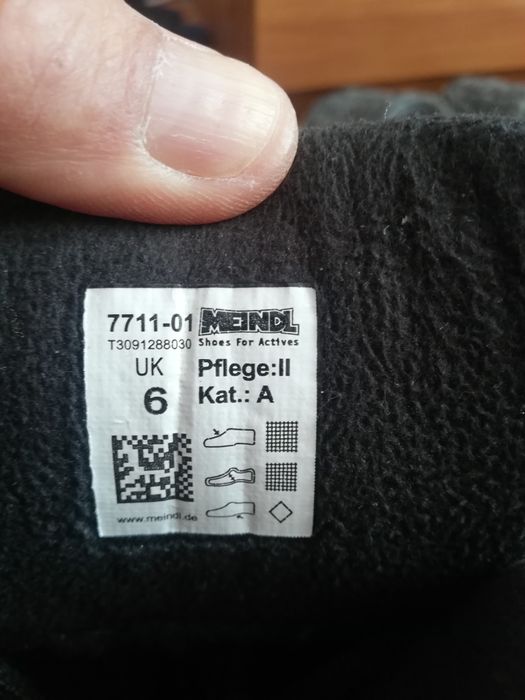 7711-01 MEINDL
T3091288030 Shoes For Actives
UK Pflege:II
6 Kat.: A
www.meindl.de